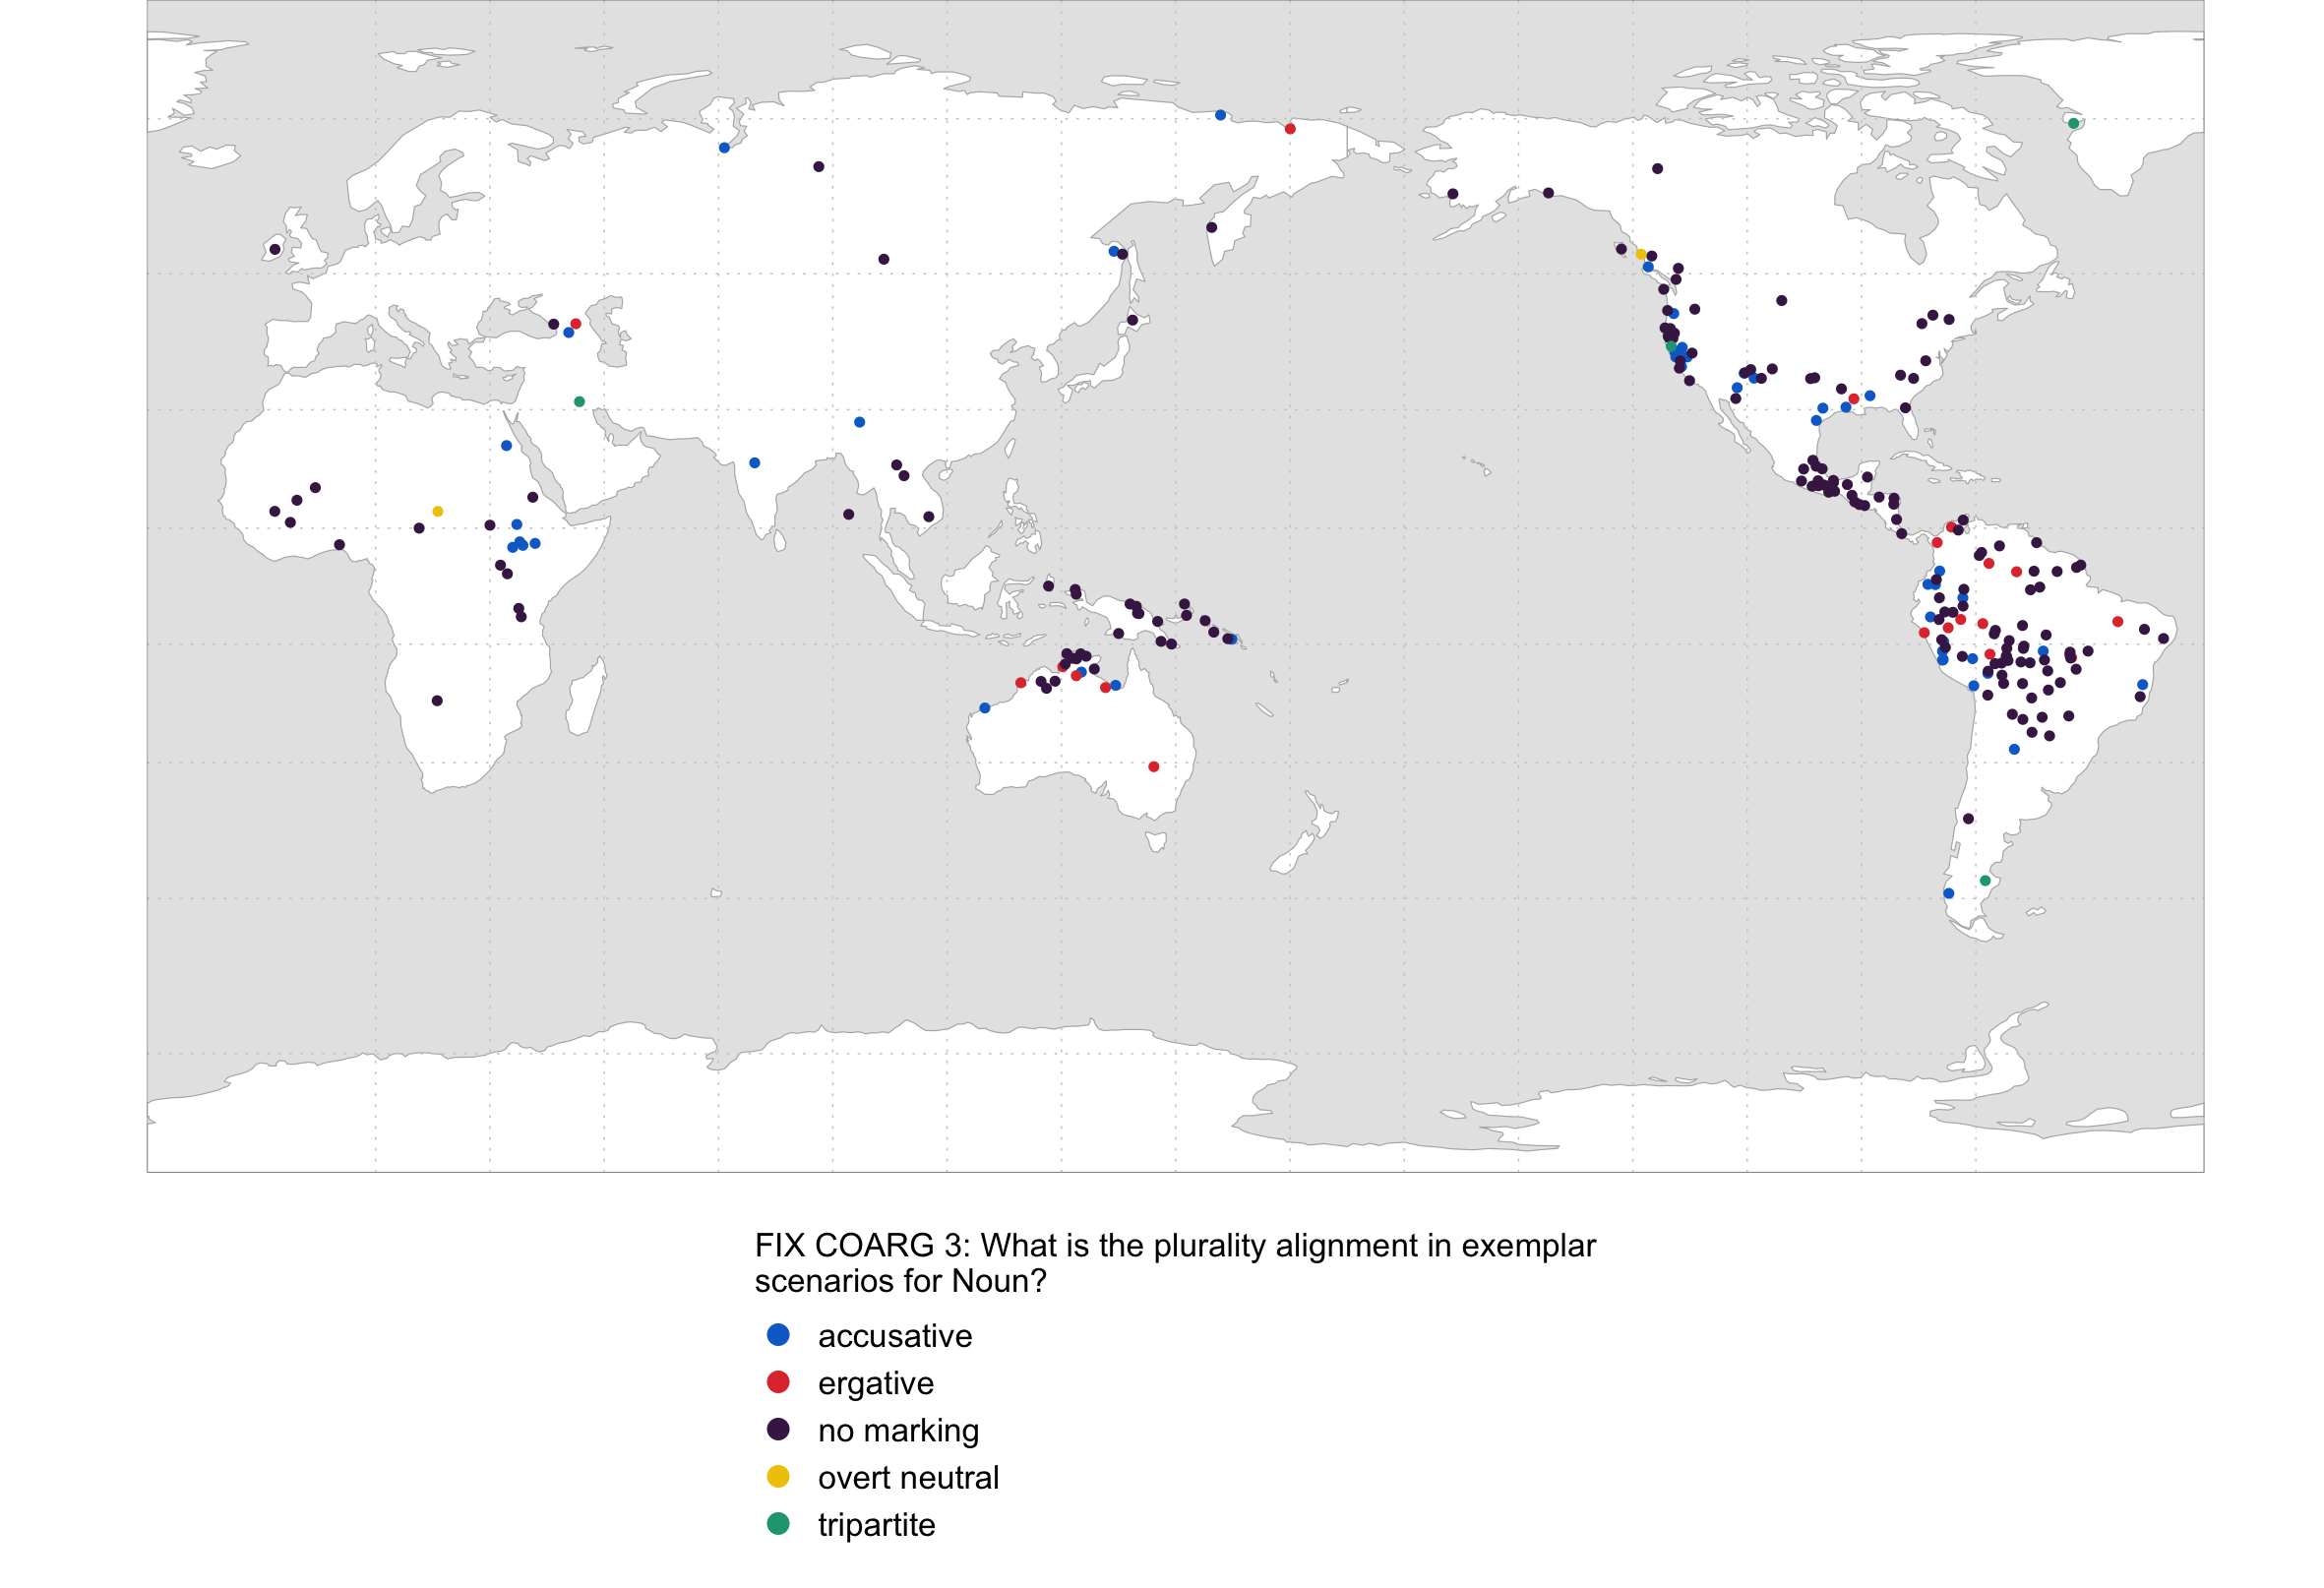 FIX COARG 3: What is the plurality alignment in exemplar
scenarios for Noun?
accusative
ergative
no marking
overt neutral
tripartite